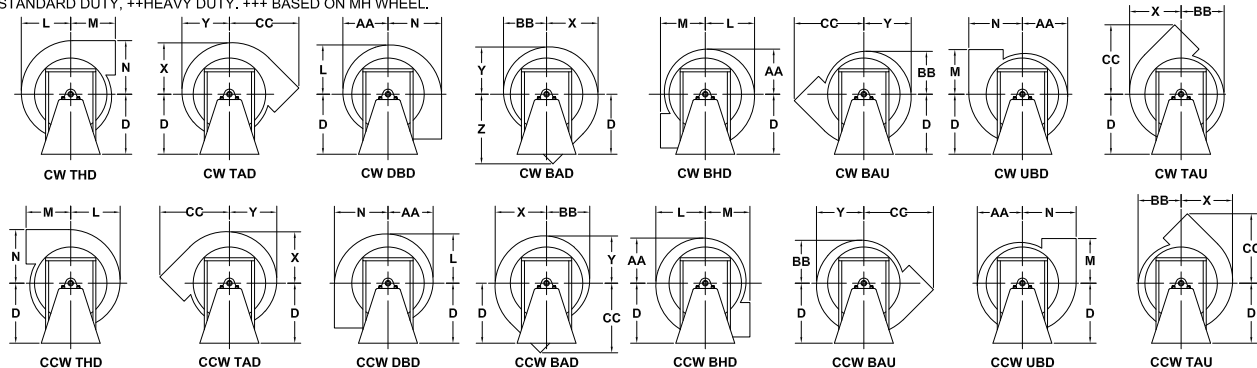 STANDARD DUTY, ++HEAVY DUTY. +++ BASED ON MH WHEEL.
L M Y CC AA N BB X M L CC Y N AA X BB
N D X D L D Y Z D AA D BB D M D CC D
CW THD CW TAD CW DBD CW BAD CW BHD CW BAU CW UBD CW TAU
M L CC Y N AA X BB L M Y CC AA N BB X
N D X D L D Y D CC AA D BB D M D CC D
CCW THD CCW TAD CCW DBD CCW BAD CCW BHD CCW BAU CCW UBD CCW TAU